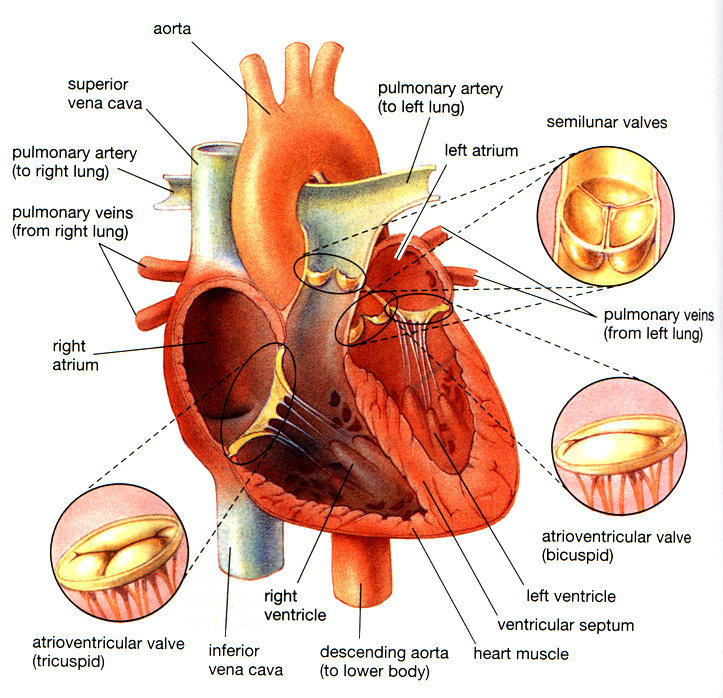 aorta
superior
vena cava
pulmonary artery
(to right lung)
pulmonary veins
(from right lung)
right
atrium
pulmonary artery
(to left lung)
left atrium
semilunar valves
pulmonary veins
(from left lung)
atrioventricular valve
(bicuspid)
left ventricle
ventricular septum
heart muscle
descending aorta
(to lower body)
right
ventricle
inferior
vena cava
atrioventricular valve
(tricuspid)